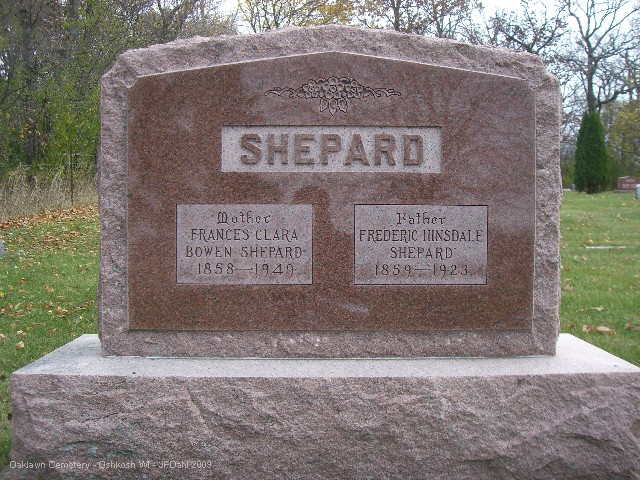 SHEPARD
Mother
FRANCES CLARA
BOWEN SHEPARD
1858—1949
Father
FREDERIC HINSDALE
SHEPARD
1859—1923
Oaklawn Cemetery - Oshkosh WI - JFDahl 2009